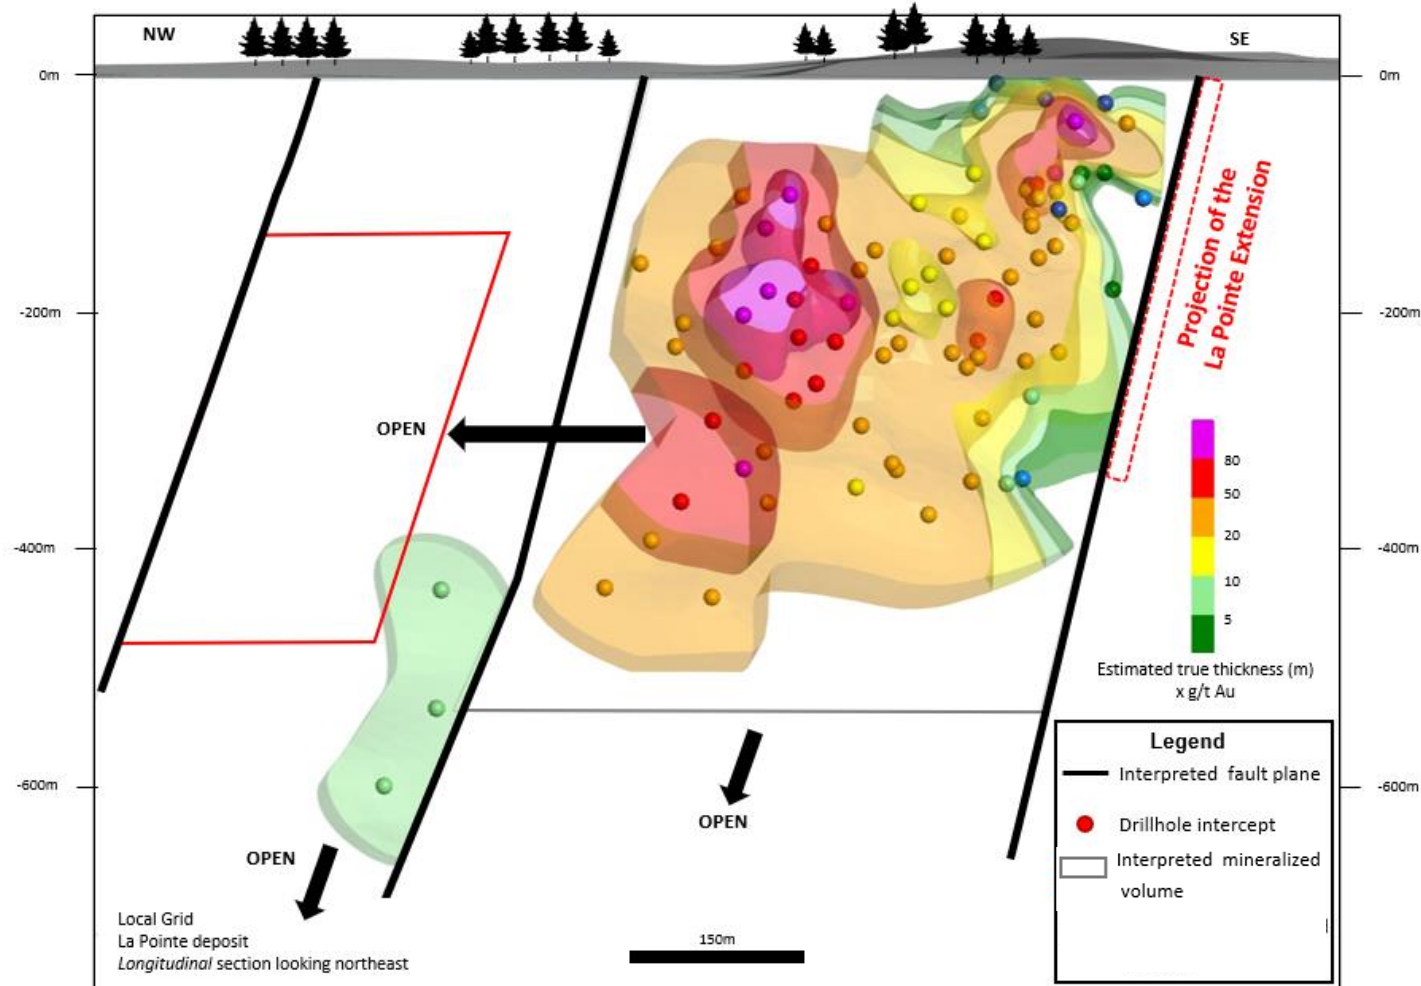 NW
SE
0m
0m
-200m
-200m
Projection of the
La Pointe Extension
OPEN
80
50
20
10
5
-400m
-400m
Estimated true thickness (m)
x g/t Au
Legend
Interpreted fault plane
Drillhole intercept
Interpreted mineralized
volume
-600m
-600m
OPEN
OPEN
Local Grid
La Pointe deposit
Longitudinal section looking northeast
150m